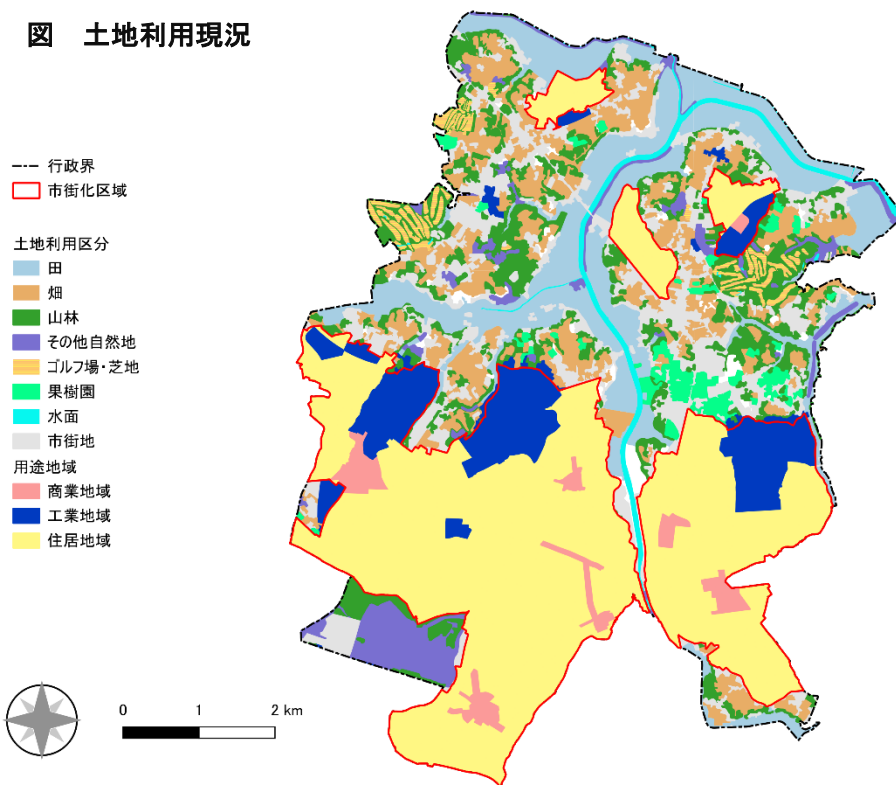 図 土地利用現況
行政界
市街化区域
土地利用区分
田
畑
山林
その他自然地
ゴルフ場・芝地
果樹園
水面
市街地
用途地域
商業地域
工業地域
住居地域
0 1 2 km